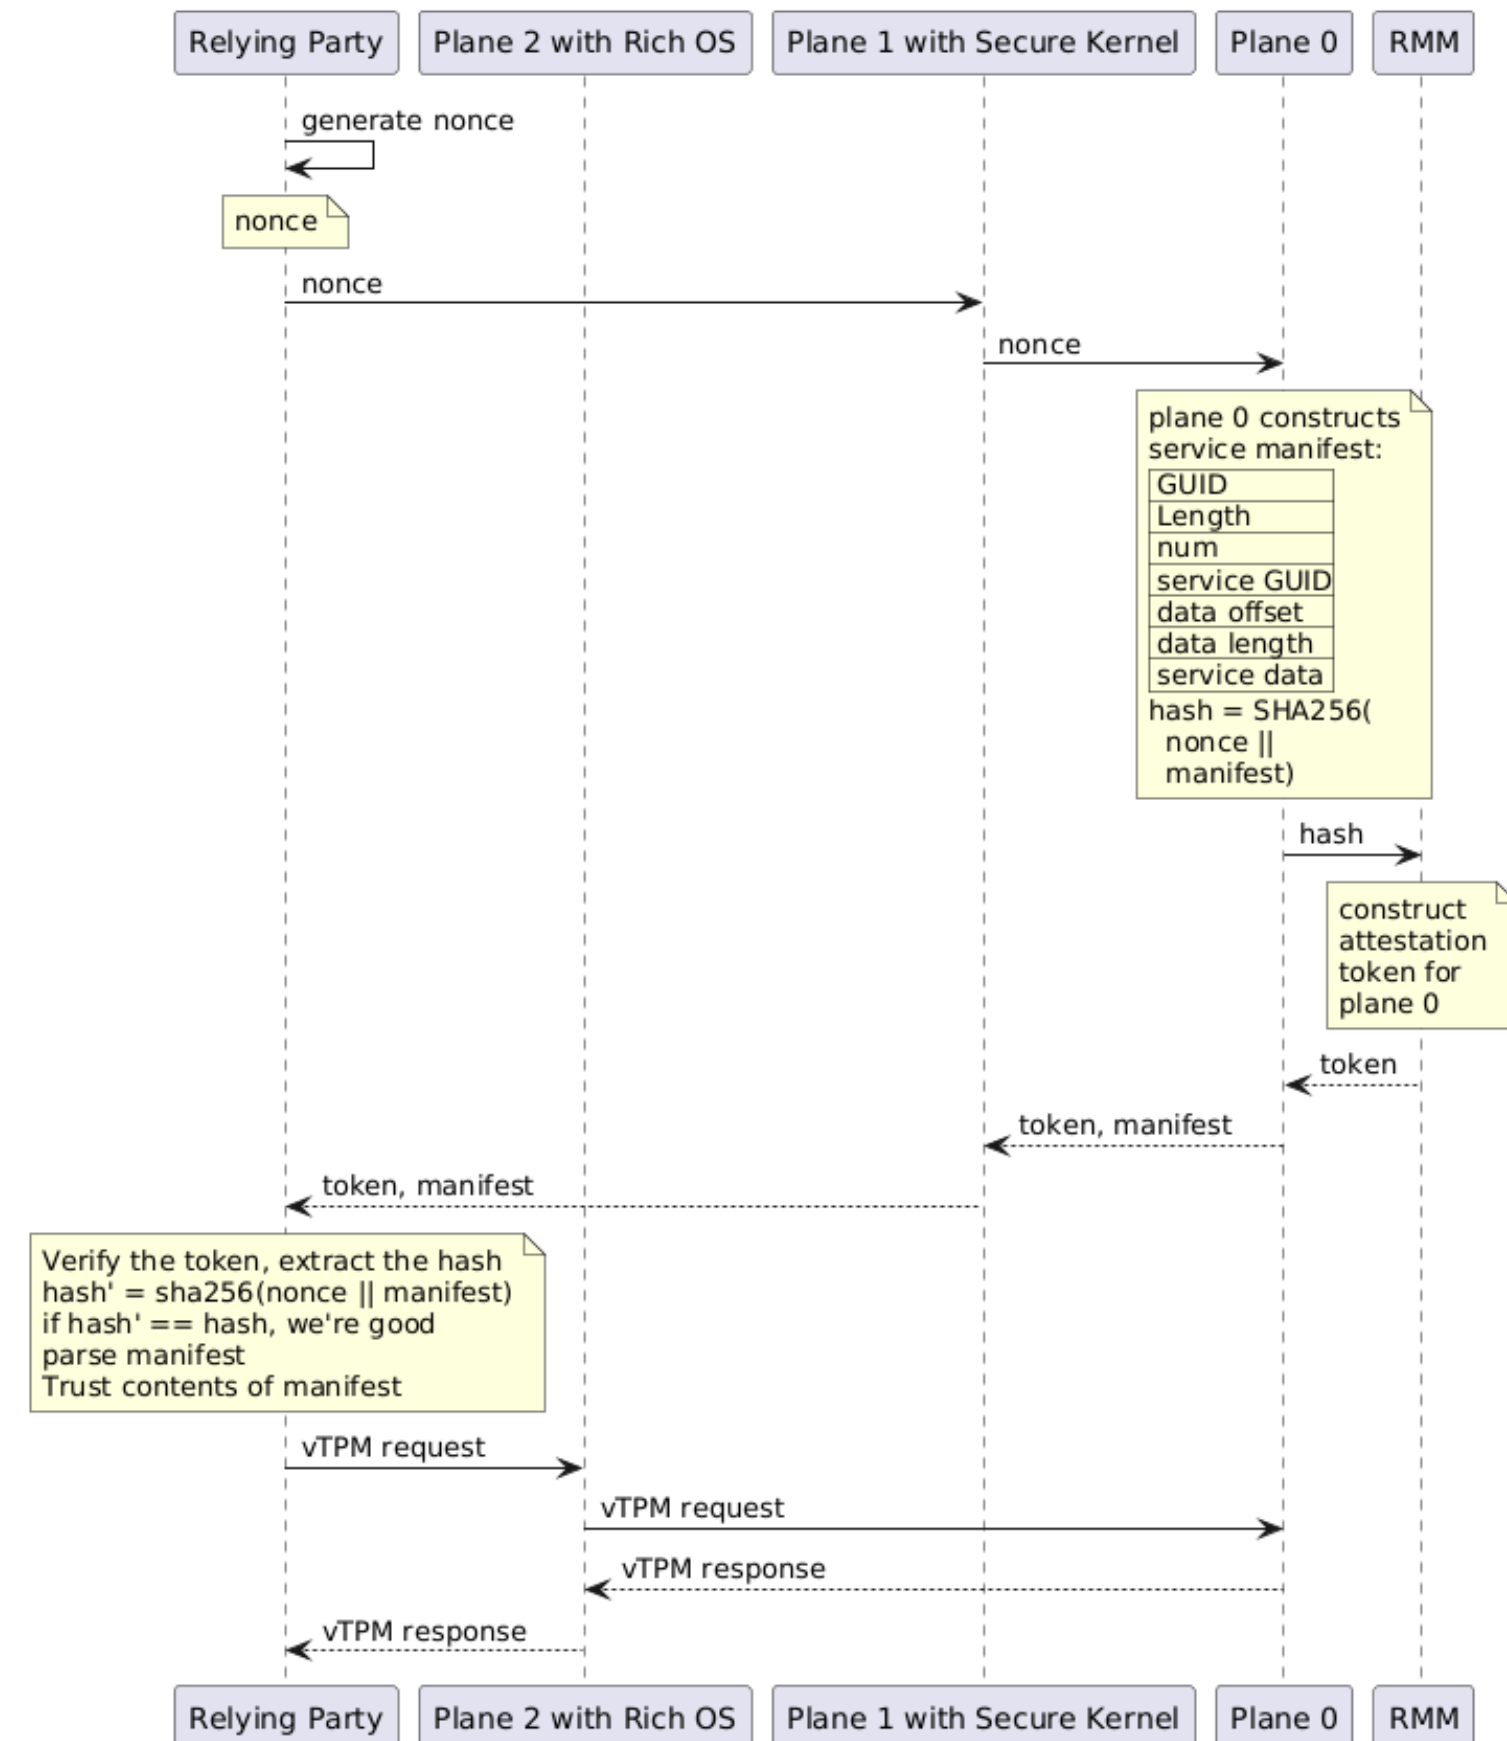 Relying Party
Plane 2 with Rich OS
Plane 1 with Secure Kernel
Plane 0
RMM
generate nonce
nonce
nonce
nonce
plane 0 constructs
service manifest:
GUID
Length
num
service GUID
data offset
data length
service data
hash = SHA256(
nonce ||
manifest)
hash
construct
attestation
token for
plane 0
token
token, manifest
token, manifest
Verify the token, extract the hash
hash' = sha256(nonce || manifest)
if hash' == hash, we're good
parse manifest
Trust contents of manifest
vTPM request
vTPM request
vTPM response
vTPM response
Relying Party
Plane 2 with Rich OS
Plane 1 with Secure Kernel
Plane 0
RMM